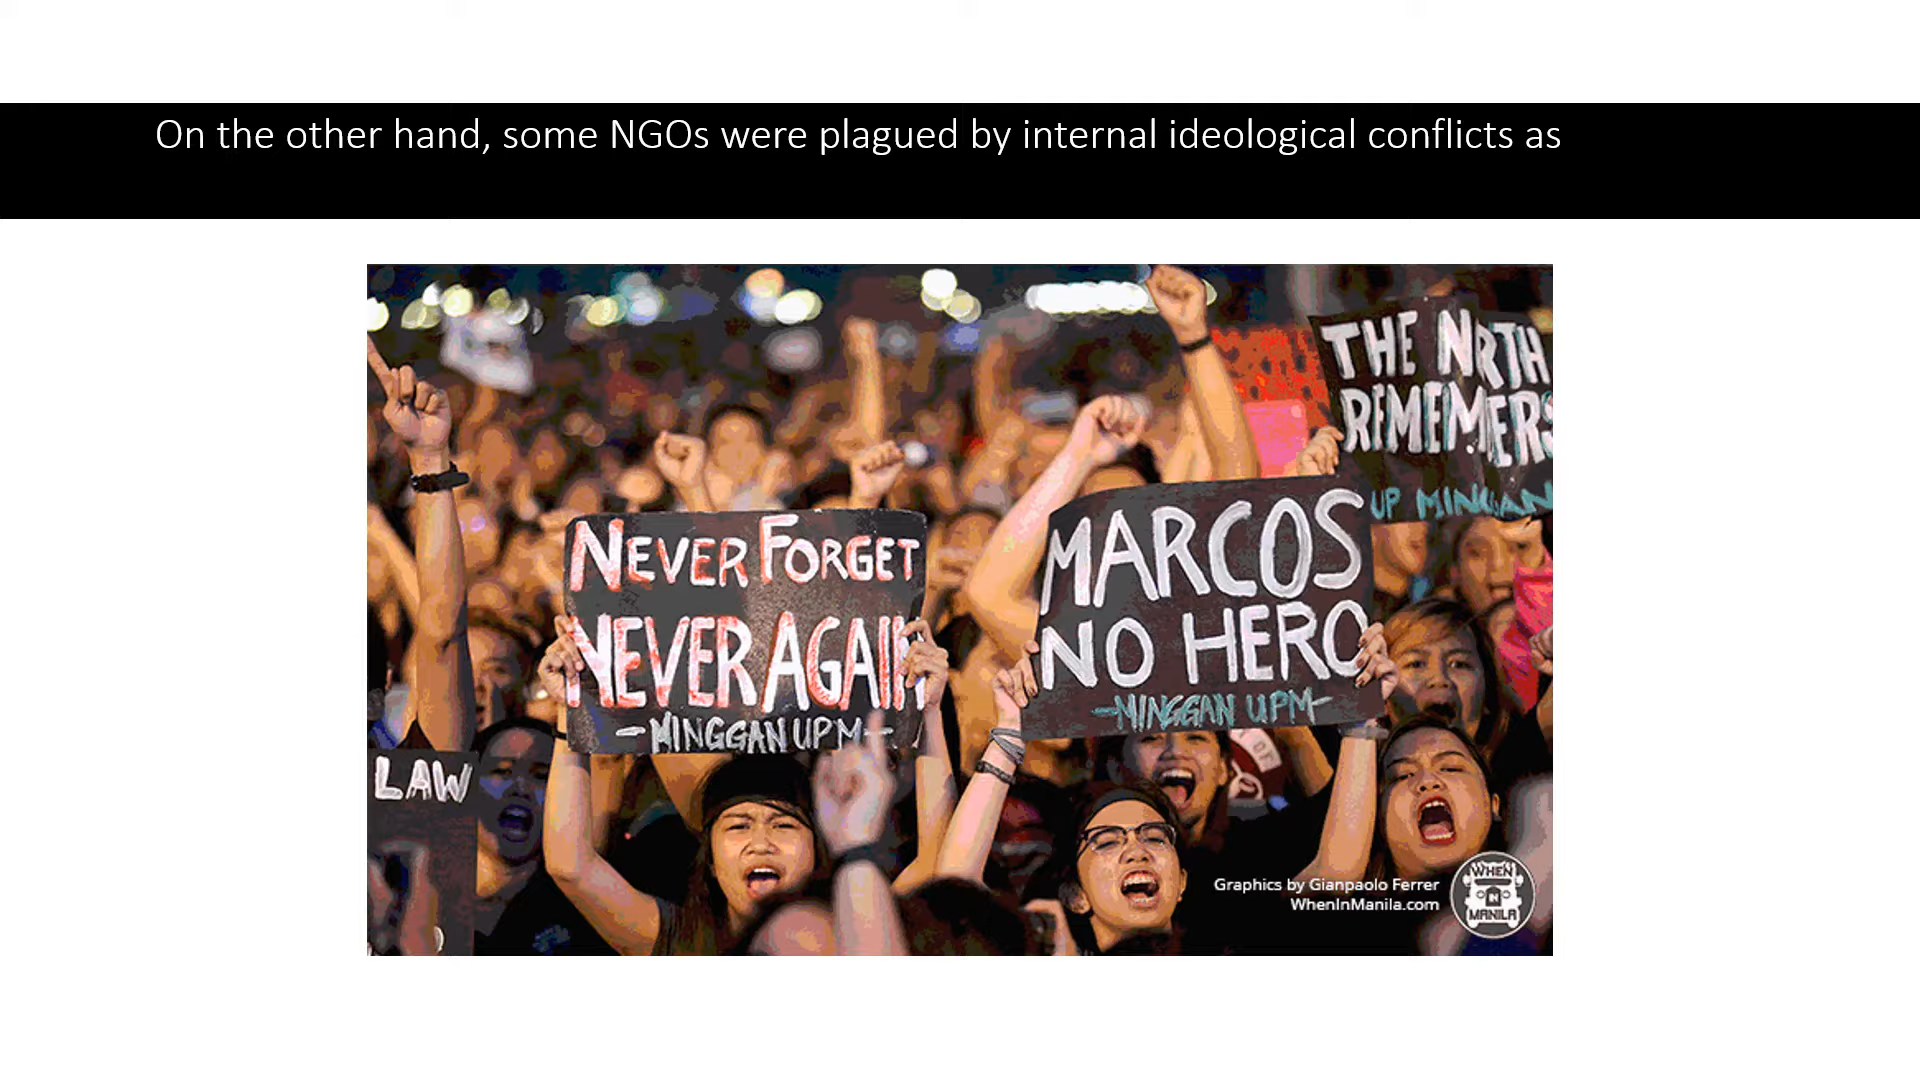 On the other hand, some NGOs were plagued by internal ideological conflicts as
THE NRTH
REMEMERS
UP MINGGAN
NEVER FORGET
NEVER AGAIN
-MINGGAN UPM-
MARCOS
NO HERO
-MINGGAN UPM-
LAW
Graphics by Gianpaolo Ferrer
WhenInManila.com
WHEN
IN
MANILA